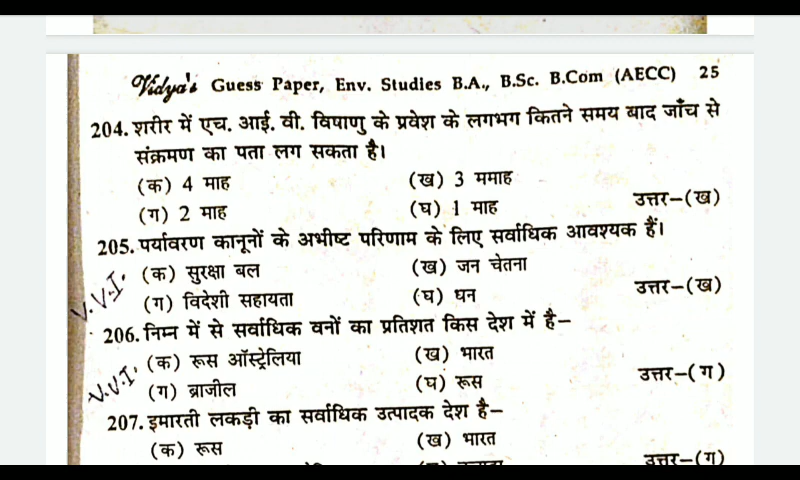 Vidya's Guess Paper, Env. Studies B.A., B.Sc. B.Com (AECC) 25
204. शरीर में एच. आई. वी. विषाणु के प्रवेश के लगभग कितने समय बाद जाँच से
संक्रमण का पता लग सकता है।
(क) 4 माह (ख) 3 ममाह
(ग) 2 माह (घ) 1 माह उत्तर–(ख)
205. पर्यावरण कानूनों के अभीष्ट परिणाम के लिए सर्वाधिक आवश्यक हैं।
V.V.I. (क) सुरक्षा बल (ख) जन चेतना
(ग) विदेशी सहायता (घ) धन उत्तर–(ख)
206. निम्न में से सर्वाधिक वनों का प्रतिशत किस देश में है–
V.V.I. (क) रूस ऑस्ट्रेलिया (ख) भारत
(ग) ब्राजील (घ) रूस उत्तर–(ग)
207. इमारती लकड़ी का सर्वाधिक उत्पादक देश है–
(क) रूस (ख) भारत
उत्तर–(ग)